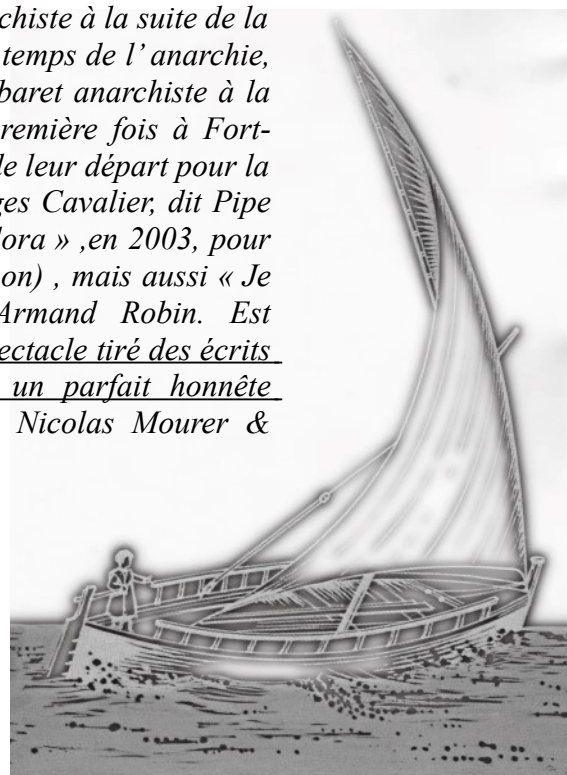 chiste à la suite de la
temps de l’ anarchie,
baret anarchiste à la
remière fois à Fort-
le leur départ pour la
ges Cavalier, dit Pipe
lora » ,en 2003, pour
on) , mais aussi « Je
Armand Robin. Est
ectacle tiré des écrits
un parfait honnête
Nicolas Mourer &